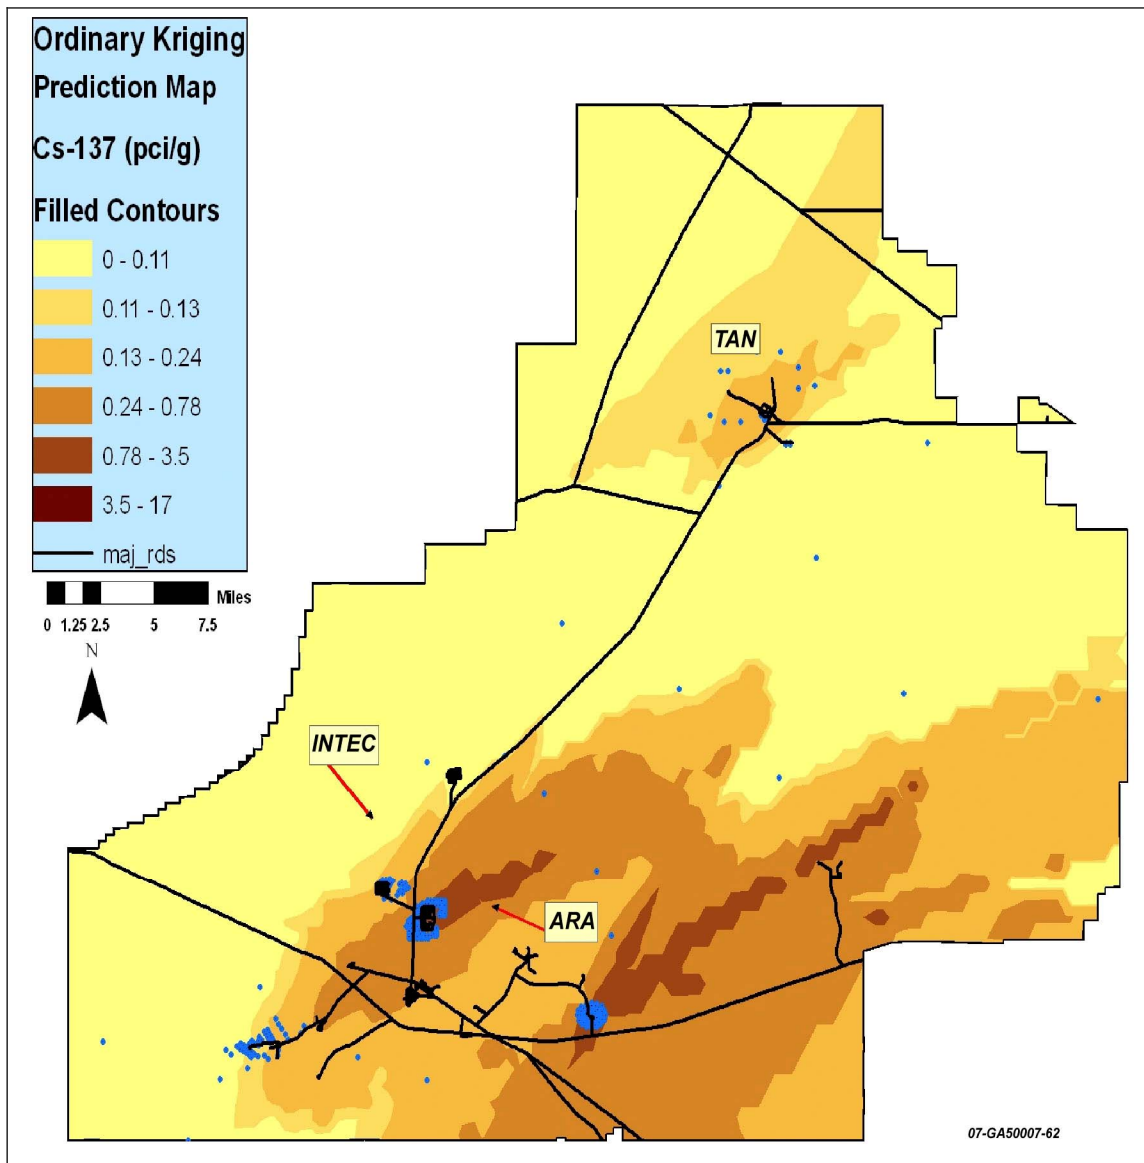 Ordinary Kriging
Prediction Map
Cs-137 (pci/g)
Filled Contours
0 - 0.11
0.11 - 0.13
0.13 - 0.24
0.24 - 0.78
0.78 - 3.5
3.5 - 17
maj_rds
Miles
0 1.25 2.5 5 7.5
N
TAN
INTEC
ARA
07-GA50007-62